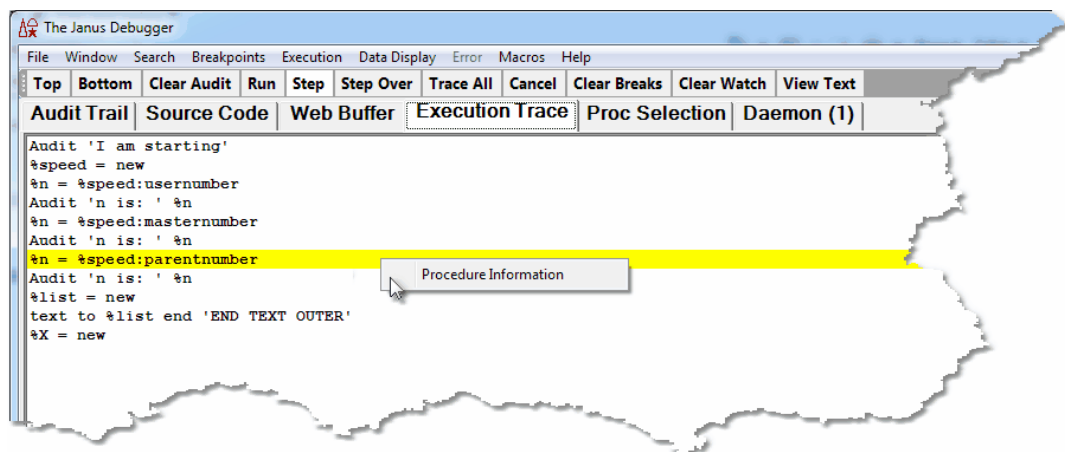 The Janus Debugger
File Window Search Breakpoints Execution Data Display Error Macros Help
Top Bottom Clear Audit Run Step Step Over Trace All Cancel Clear Breaks Clear Watch View Text
Audit Trail Source Code Web Buffer Execution Trace Proc Selection Daemon (1)
Audit 'I am starting'
%speed = new
%n = %speed:usernumber
Audit 'n is: ' %n
%n = %speed:masternumber
Audit 'n is: ' %n
%n = %speed:parentnumber
Procedure Information
Audit 'n is: ' %n
%list = new
text to %list end 'END TEXT OUTER'
%X = new